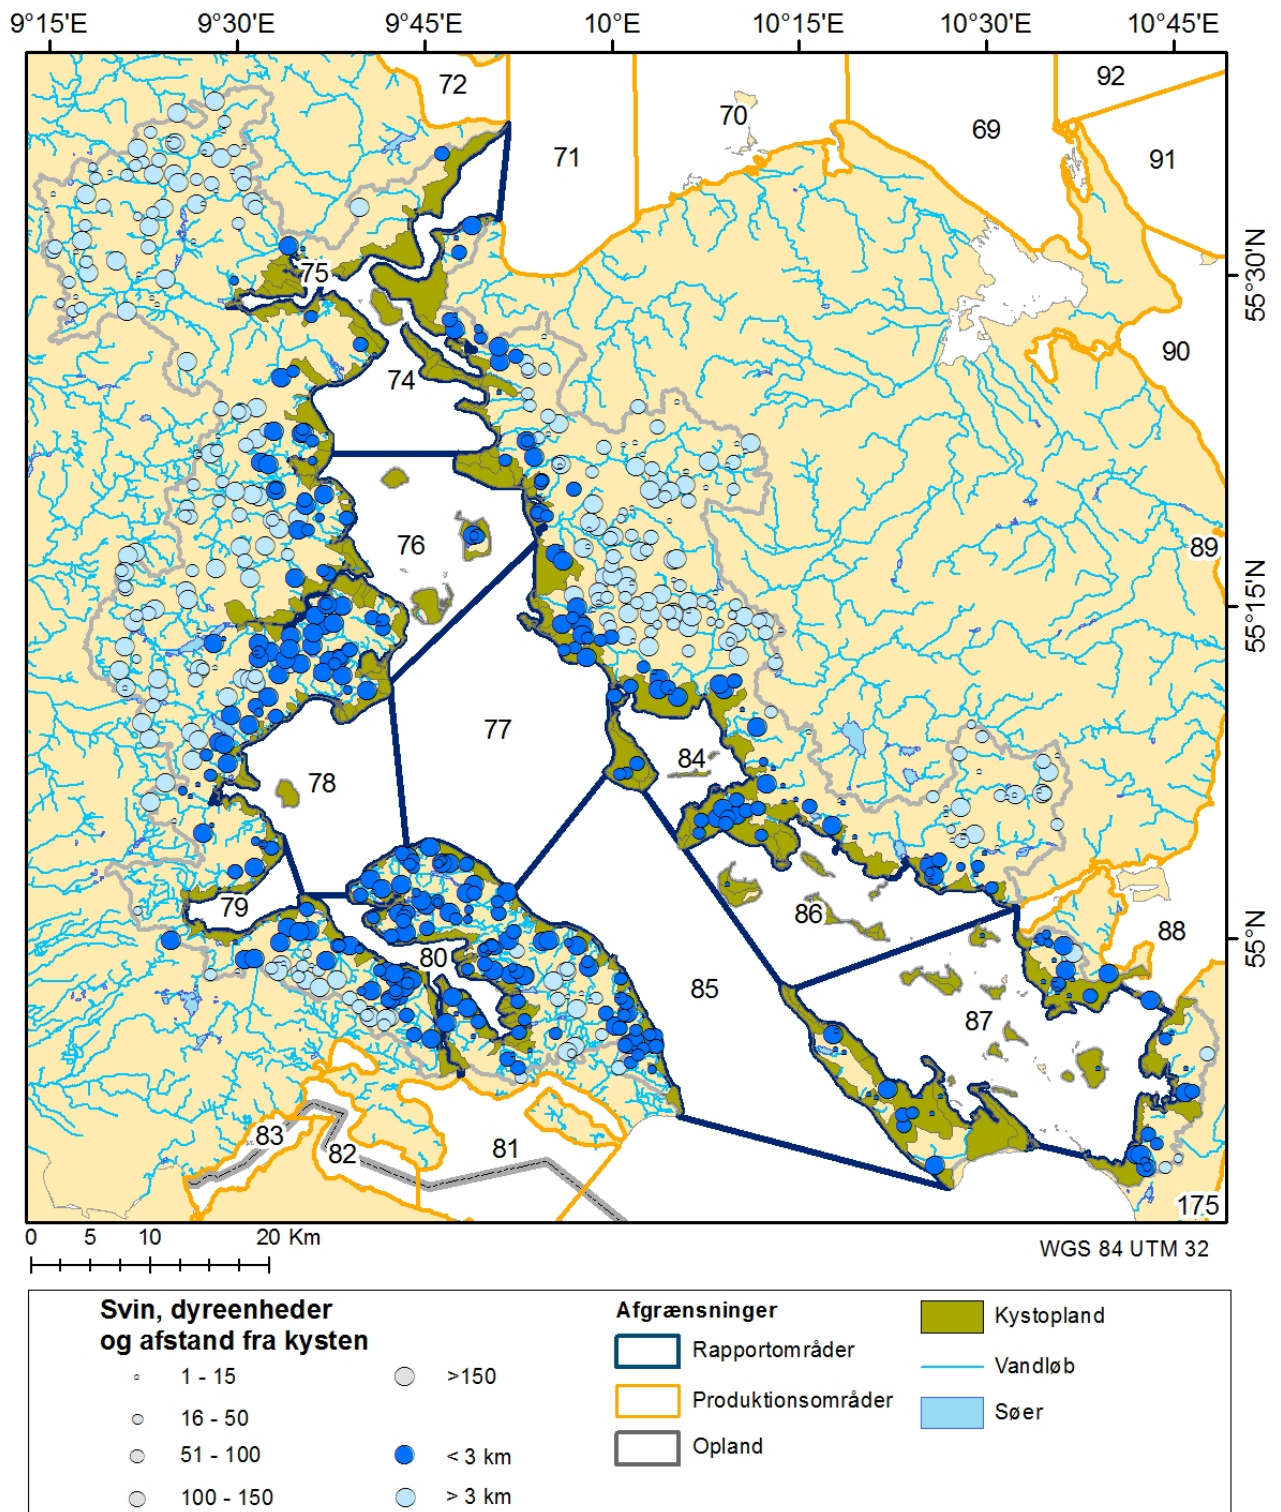 9°15'E 9°30'E 9°45'E 10°E 10°15'E 10°30'E 10°45'E
72
92
70
71
69
91
55°30'N
75
90
74
76
89
55°15'N
77
84
78
79
86
88
55°N
80
85
87
83
82
81
175
0 5 10 20 Km
WGS 84 UTM 32
Svin, dyreenheder
og afstand fra kysten
1 - 15
16 - 50
51 - 100
100 - 150
>150
< 3 km
> 3 km
Afgrænsninger
Rapportområder
Produktionsområder
Opland
Kystopland
Vandløb
Søer